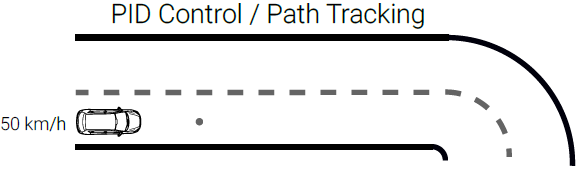 PID Control / Path Tracking
50 km/h